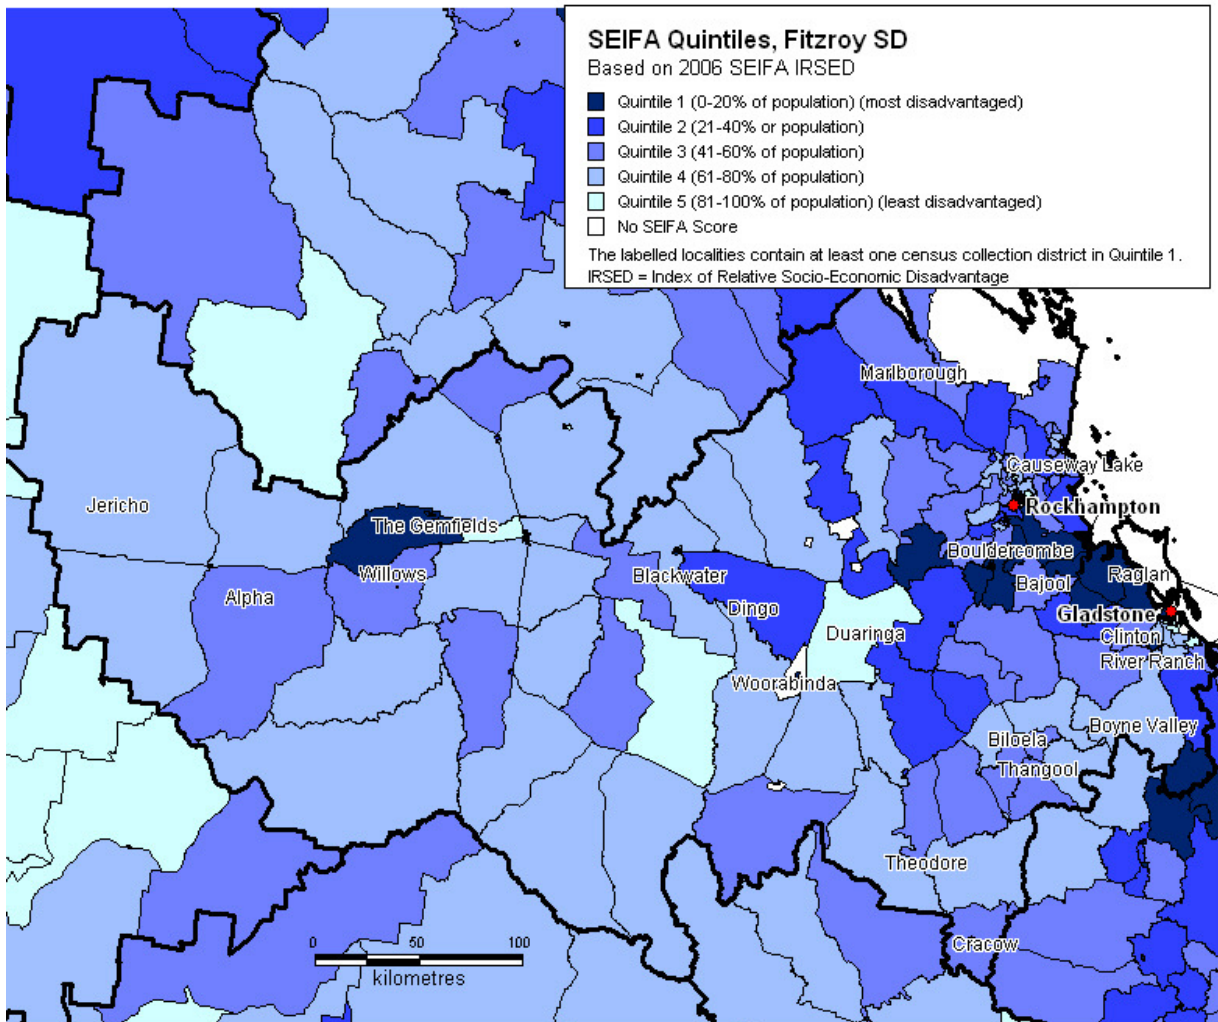 SEIFA Quintiles, Fitzroy SD
Based on 2006 SEIFA IRSED
Quintile 1 (0-20% of population) (most disadvantaged)
Quintile 2 (21-40% or population)
Quintile 3 (41-60% of population)
Quintile 4 (61-80% of population)
Quintile 5 (81-100% of population) (least disadvantaged)
No SEIFA Score
The labelled localities contain at least one census collection district in Quintile 1.
IRSED = Index of Relative Socio-Economic Disadvantage
Marlborough
Causeway Lake
Jericho
Rockhampton
The Gemfields
Bouldercombe
Willows
Blackwater
Bajool
Raglan
Alpha
Dingo
Gladstone
Duaringa
Clinton
River Ranch
Woorabinda
Boyne Valley
Biloela
Thangool
Theodore
Cracow
0 50 100
kilometres